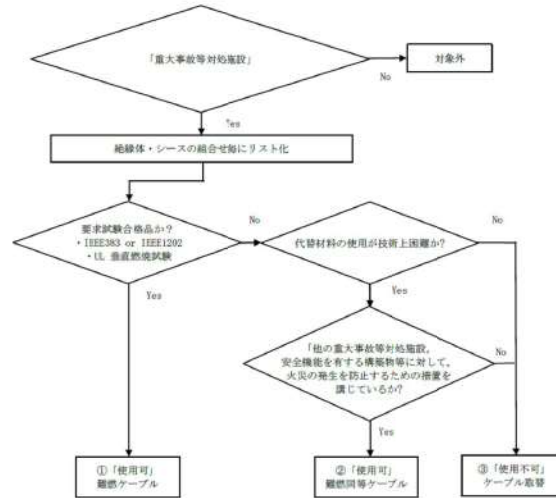 「重大事故等対処施設」
対象外
No
Yes
絶縁体・シースの組合せ毎にリスト化
要求試験合格品か?
・IEEE383 or IEEE1202
・UL 垂直燃焼試験
No
代替材料の使用が技術上困難か?
No
Yes
Yes
「他の重大事故等対処施設,
安全機能を有する構築物等に対して,
火災の発生を防止するための措置を
講じているか?
No
Yes
①「使用可」
難燃ケーブル
②「使用可」
難燃同等ケーブル
③「使用不可」
ケーブル取替